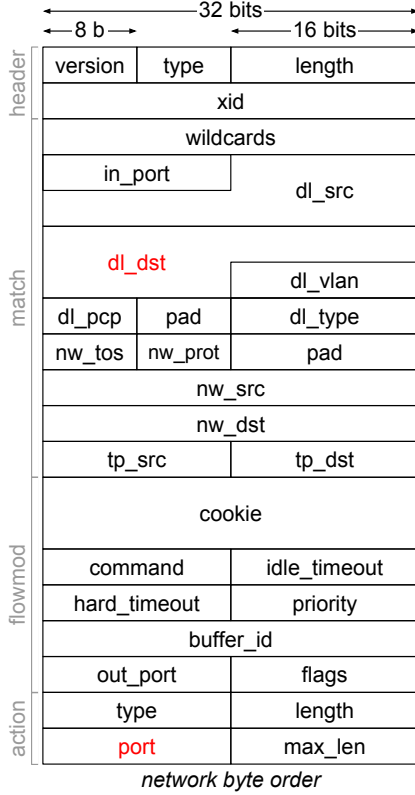 32 bits
8 b 16 bits
header
version type length
xid
match
wildcards
in_port
dl_src
dl_dst
dl_vlan
dl_pcp pad dl_type
nw_tos nw_prot pad
nw_src
nw_dst
tp_src tp_dst
flowmod
cookie
command idle_timeout
hard_timeout priority
buffer_id
out_port flags
action
type length
port max_len
network byte order